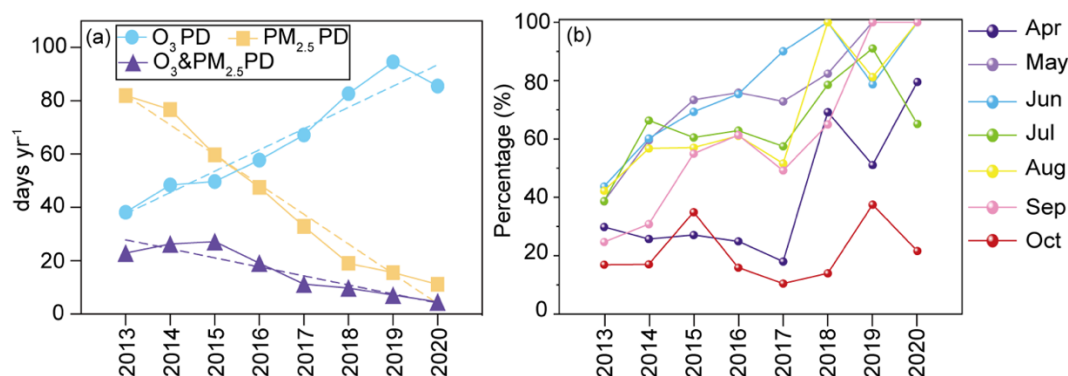 (a)
O₃ PD
PM₂.₅ PD
O₃&PM₂.₅PD
days yr⁻¹
100
80
60
40
20
0
2013
2014
2015
2016
2017
2018
2019
2020
(b)
Percentage (%)
100
80
60
40
20
0
2013
2014
2015
2016
2017
2018
2019
2020
Apr
May
Jun
Jul
Aug
Sep
Oct